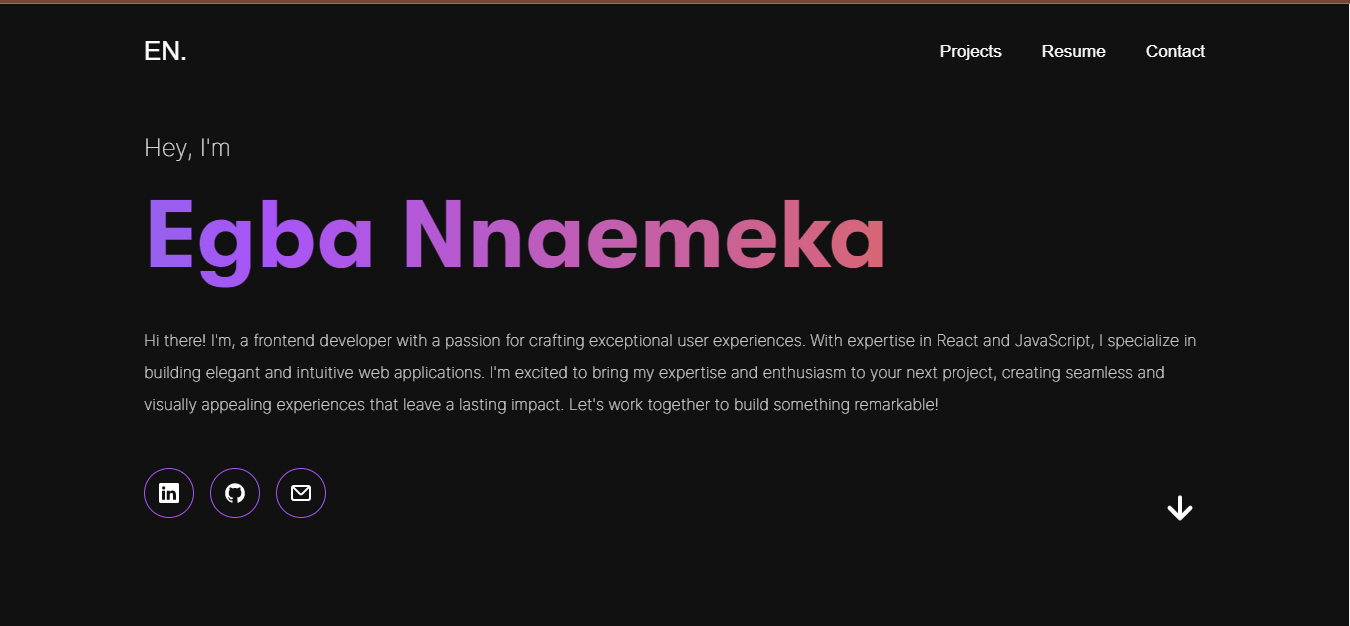 EN.
Projects Resume Contact
Hey, I'm
Egba Nnaemeka
Hi there! I'm, a frontend developer with a passion for crafting exceptional user experiences. With expertise in React and JavaScript, I specialize in
building elegant and intuitive web applications. I'm excited to bring my expertise and enthusiasm to your next project, creating seamless and
visually appealing experiences that leave a lasting impact. Let's work together to build something remarkable!
in